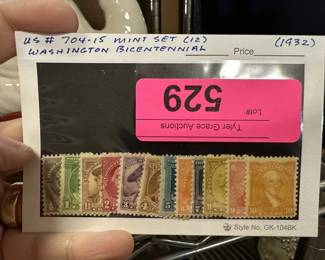 US # 704-15 MINT SET (12)
(1932)
WASHINGTON BICENTENNIAL
Price
529
Lot#:
Tyler Grace Auctions
Style No. GK-104BK